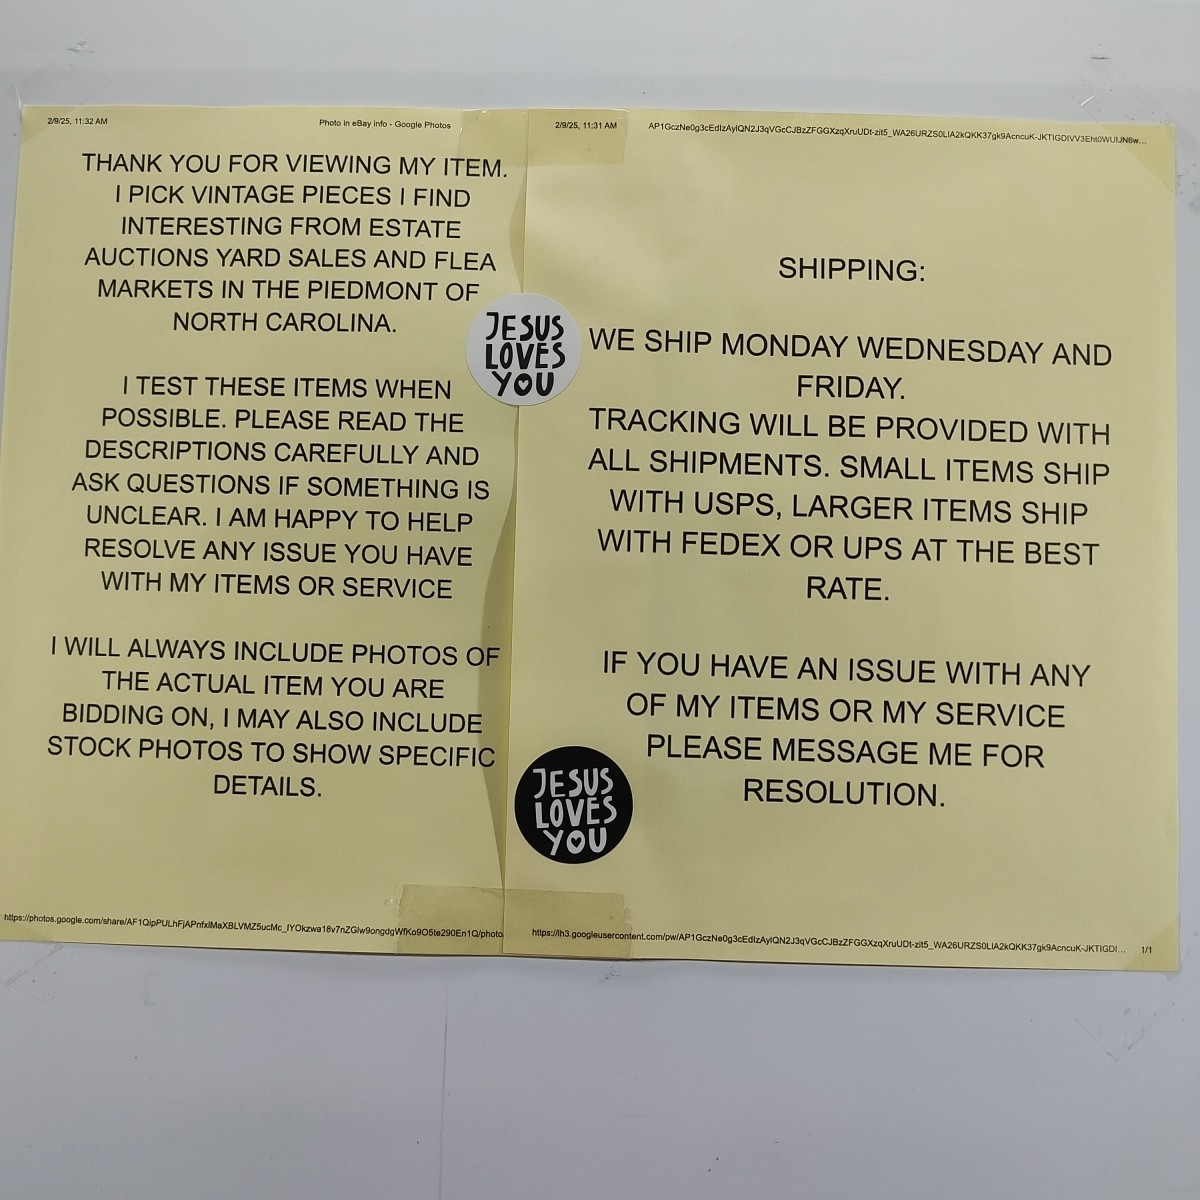 2/9/25, 11:32 AM
Photo in eBay info - Google Photos
THANK YOU FOR VIEWING MY ITEM.
I PICK VINTAGE PIECES I FIND
INTERESTING FROM ESTATE
AUCTIONS YARD SALES AND FLEA
MARKETS IN THE PIEDMONT OF
NORTH CAROLINA.
I TEST THESE ITEMS WHEN
POSSIBLE. PLEASE READ THE
DESCRIPTIONS CAREFULLY AND
ASK QUESTIONS IF SOMETHING IS
UNCLEAR. I AM HAPPY TO HELP
RESOLVE ANY ISSUE YOU HAVE
WITH MY ITEMS OR SERVICE
I WILL ALWAYS INCLUDE PHOTOS OF
THE ACTUAL ITEM YOU ARE
BIDDING ON, I MAY ALSO INCLUDE
STOCK PHOTOS TO SHOW SPECIFIC
DETAILS.
JESUS
LOVES
YOU
2/9/25, 11:31 AM
SHIPPING:
WE SHIP MONDAY WEDNESDAY AND
FRIDAY.
TRACKING WILL BE PROVIDED WITH
ALL SHIPMENTS. SMALL ITEMS SHIP
WITH USPS, LARGER ITEMS SHIP
WITH FEDEX OR UPS AT THE BEST
RATE.
IF YOU HAVE AN ISSUE WITH ANY
OF MY ITEMS OR MY SERVICE
PLEASE MESSAGE ME FOR
RESOLUTION.
JESUS
LOVES
YOU
1/1